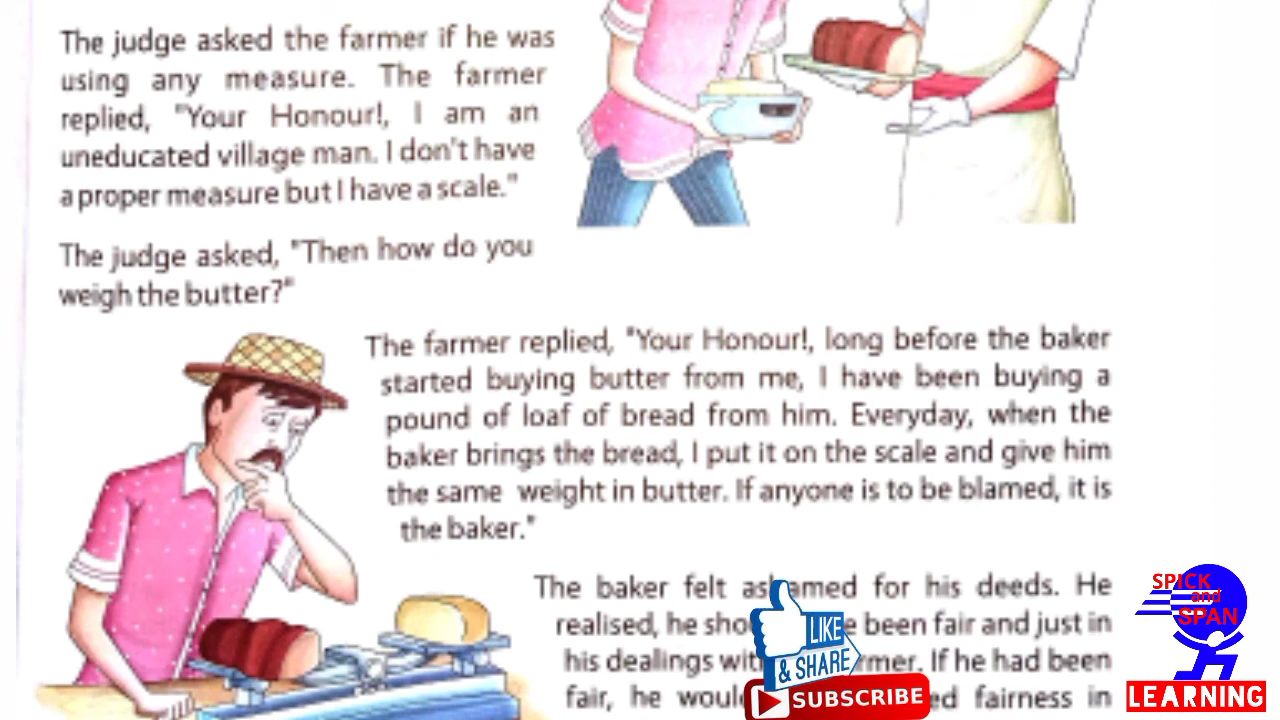 The judge asked the farmer if he was
using any measure. The farmer
replied, "Your Honour!, I am an
uneducated village man. I don't have
a proper measure but I have a scale."
The judge asked, "Then how do you
weigh the butter?"
The farmer replied, "Your Honour!, long before the baker
started buying butter from me, I have been buying a
pound of loaf of bread from him. Everyday, when the
baker brings the bread, I put it on the scale and give him
the same weight in butter. If anyone is to be blamed, it is
the baker."
The baker felt ashamed for his deeds. He
realised, he been fair and just in
his dealings. If he had been
fair, he fairness in
LIKE
& SHARE
SUBSCRIBE
SPICK
and
SPAN
LEARNING